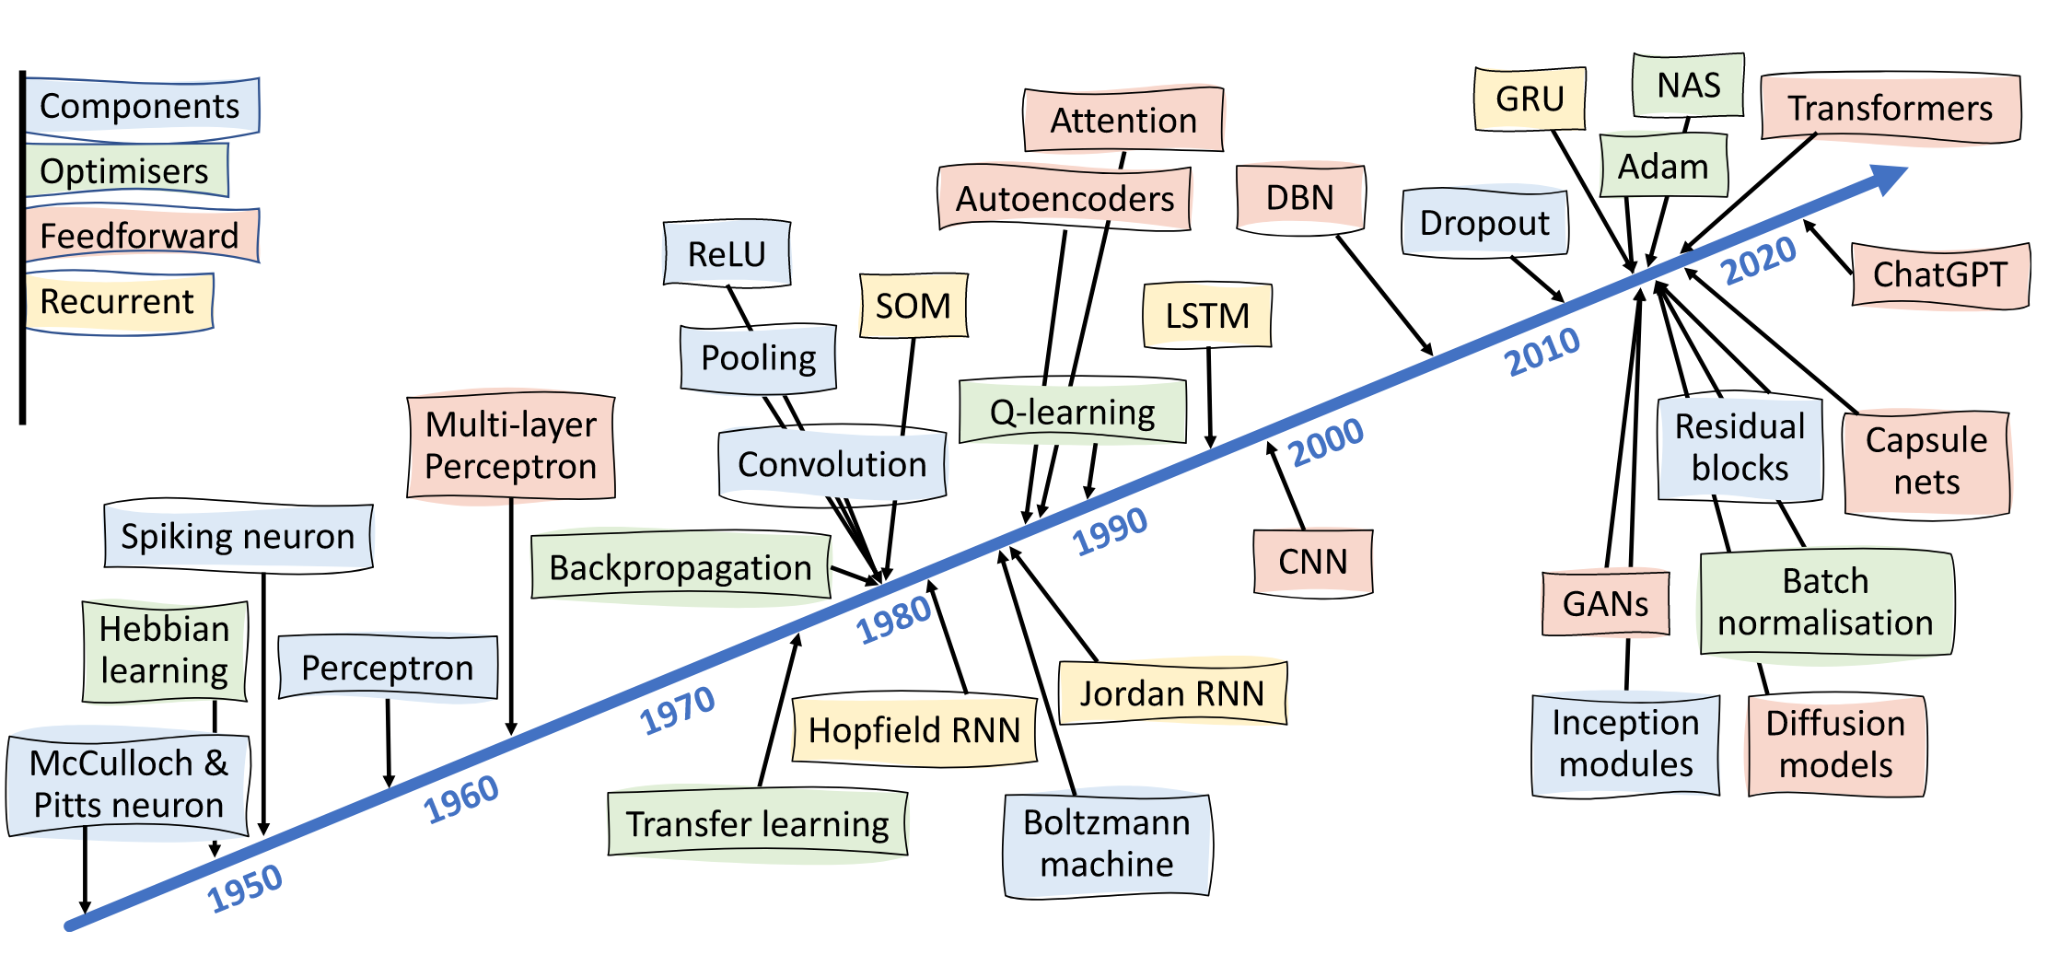 Components
Optimisers
Feedforward
Recurrent
McCulloch &
Pitts neuron
Hebbian
learning
Spiking neuron
Perceptron
Multi-layer
Perceptron
Backpropagation
Transfer learning
ReLU
Pooling
Convolution
SOM
Hopfield RNN
Jordan RNN
Boltzmann
machine
Attention
Autoencoders
Q-learning
LSTM
CNN
DBN
Dropout
GRU
NAS
Adam
Transformers
ChatGPT
Capsule
nets
Residual
blocks
Batch
normalisation
Diffusion
models
GANs
Inception
modules
1950
1960
1970
1980
1990
2000
2010
2020